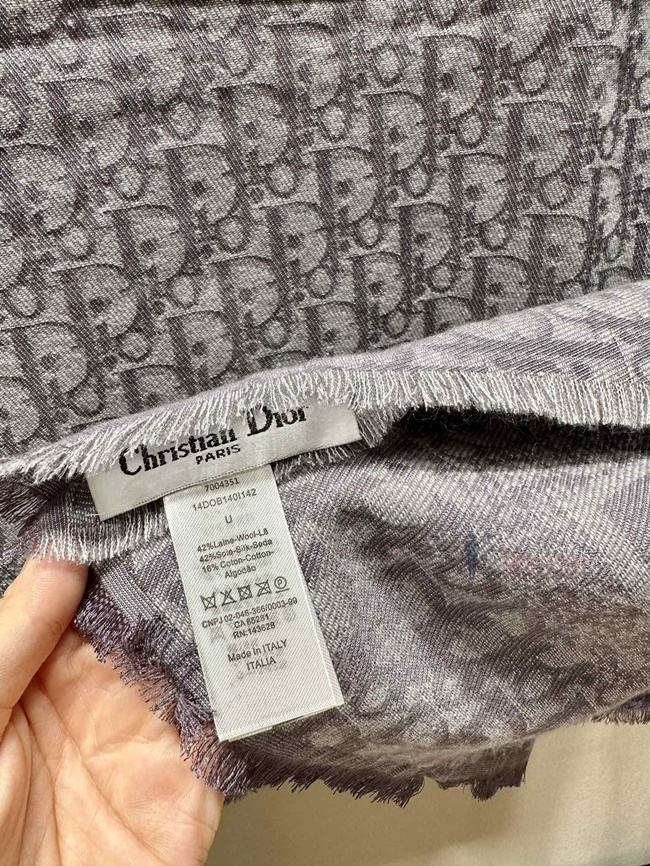 Christian Dior
PARIS
7004351
14DOB140I142
U
42%Laine-Wool-Lã
42%Soie-Silk-Seda
16% Coton-Cotton-
Algodão
CNPJ 02-046-366/0003-99
CA 65281
RN:143628
Made in ITALY
ITALIA